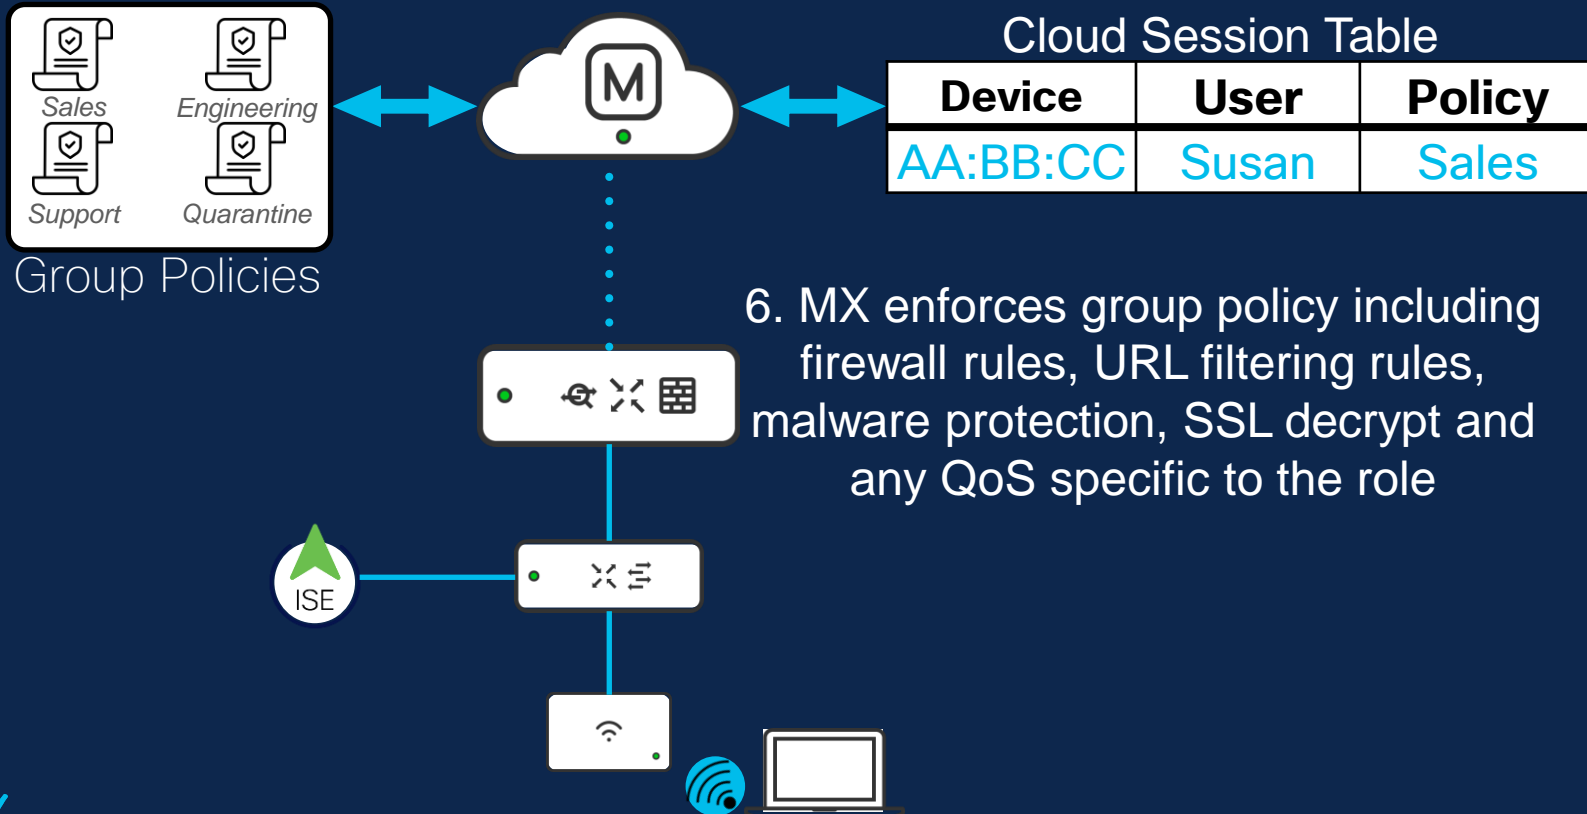 Sales
Engineering
Support
Quarantine
Group Policies
M
Cloud Session Table
Device User Policy
AA:BB:CC Susan Sales
6. MX enforces group policy including
firewall rules, URL filtering rules,
malware protection, SSL decrypt and
any QoS specific to the role
ISE